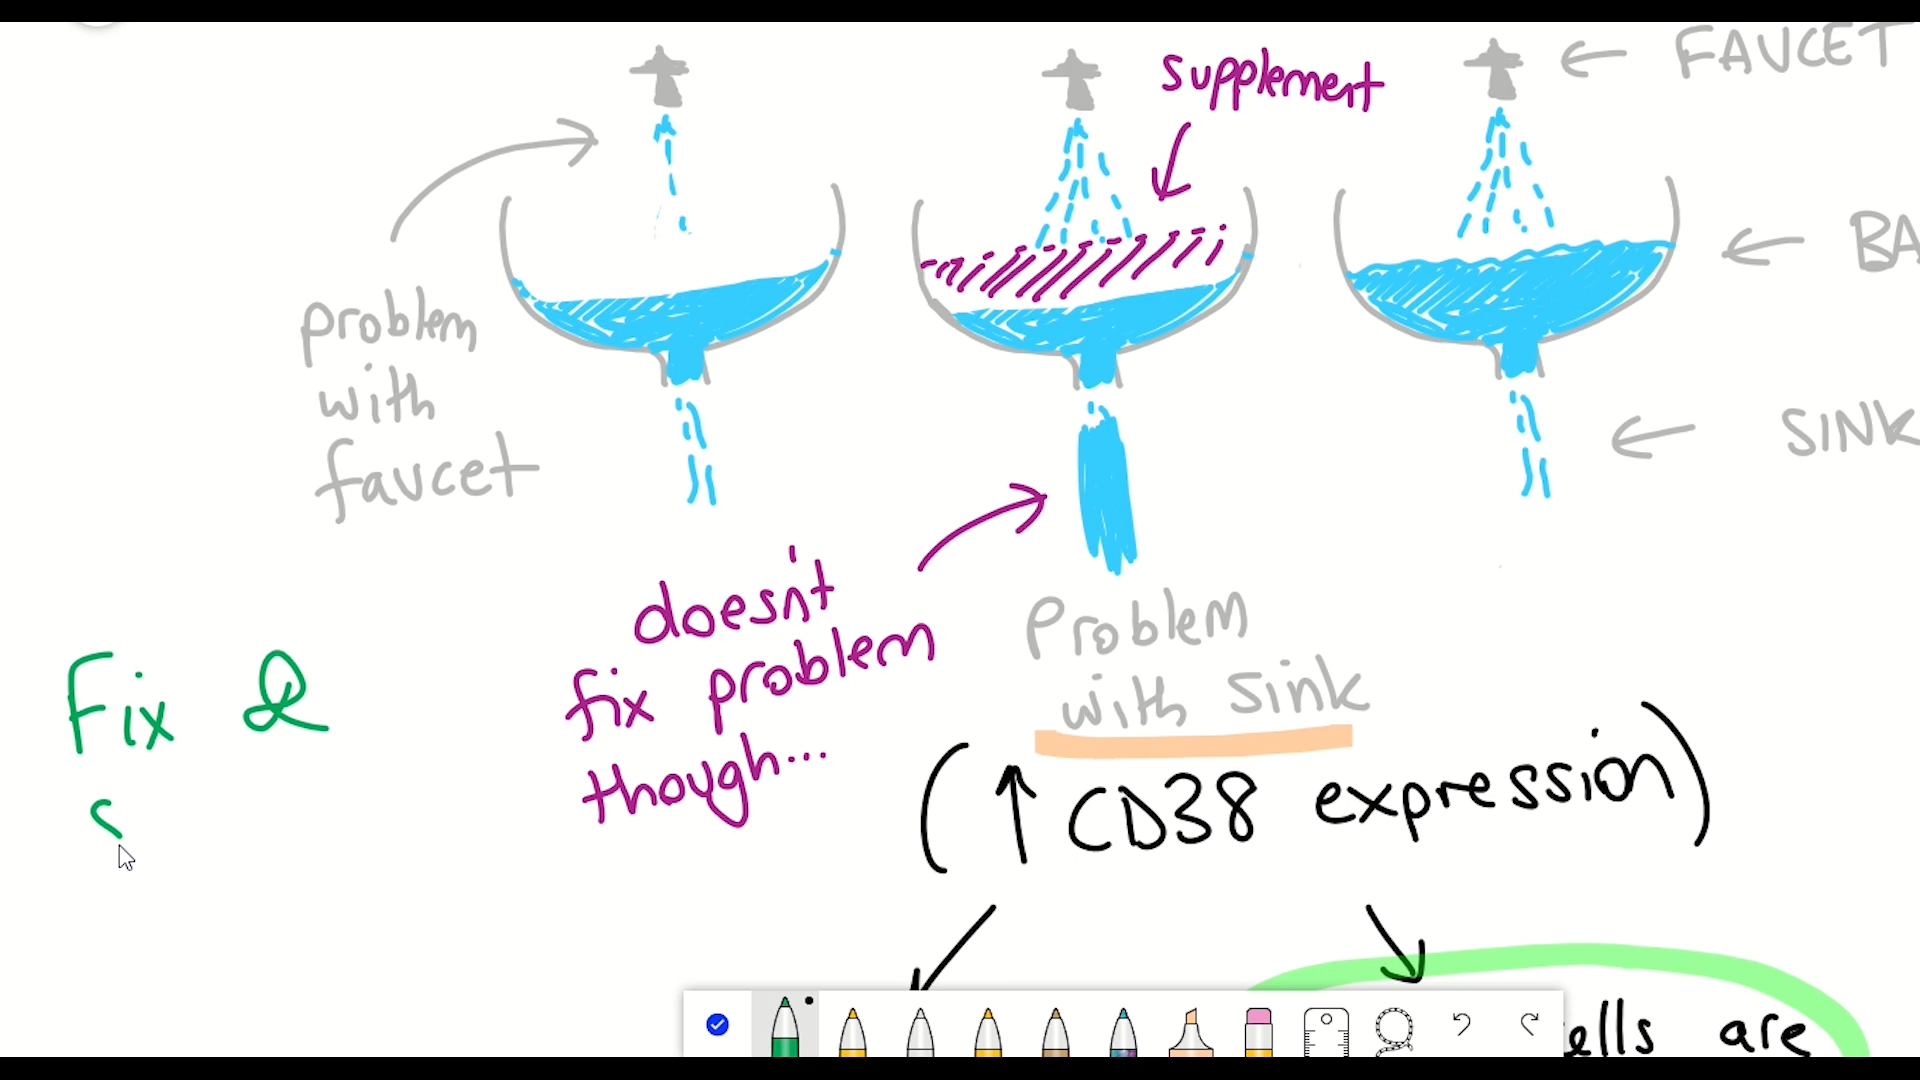 FAUCET
supplement
BA
problem
with
faucet
SINK
doesn't
fix problem
though...
Problem
with sink
(↑ CD38 expression)
Fix &
s
ells are